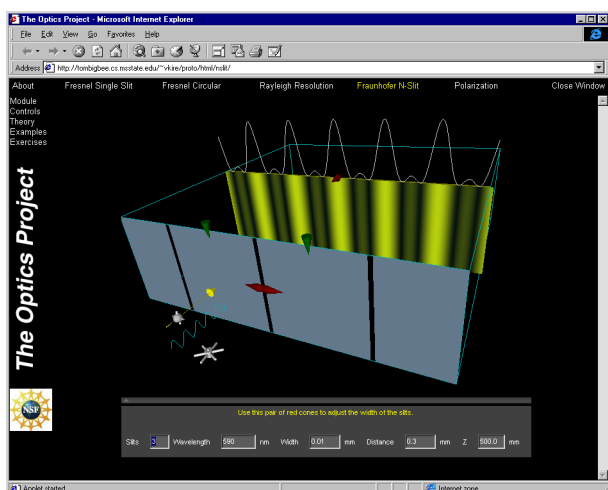 The Optics Project - Microsoft Internet Explorer
File Edit View Go Favorites Help
Address http://tombigbee.cs.msstate.edu/~vkire/proto/html/nslit/
About Fresnel Single Slit Fresnel Circular Rayleigh Resolution Fraunhofer N-Slit Polarization Close Window
Module
Controls
Theory
Examples
Exercises
The Optics Project
NSF
Use this pair of red cones to adjust the width of the slits.
Slits 3 Wavelength 590 nm Width 0.01 mm Distance 0.3 mm Z 500.0 mm
Applet started Internet zone